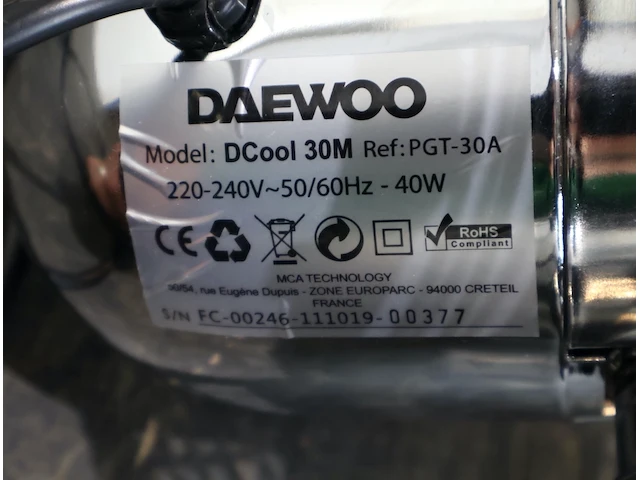 DAEWOO
Model: DCool 30M Ref:PGT-30A
220-240V~50/60Hz - 40W
CE RoHS
Compliant
MCA TECHNOLOGY
rue Eugène Dupuis - ZONE EUROPARC - 94000 CRETEIL
FRANCE
S/N FC-00246-111019-00377